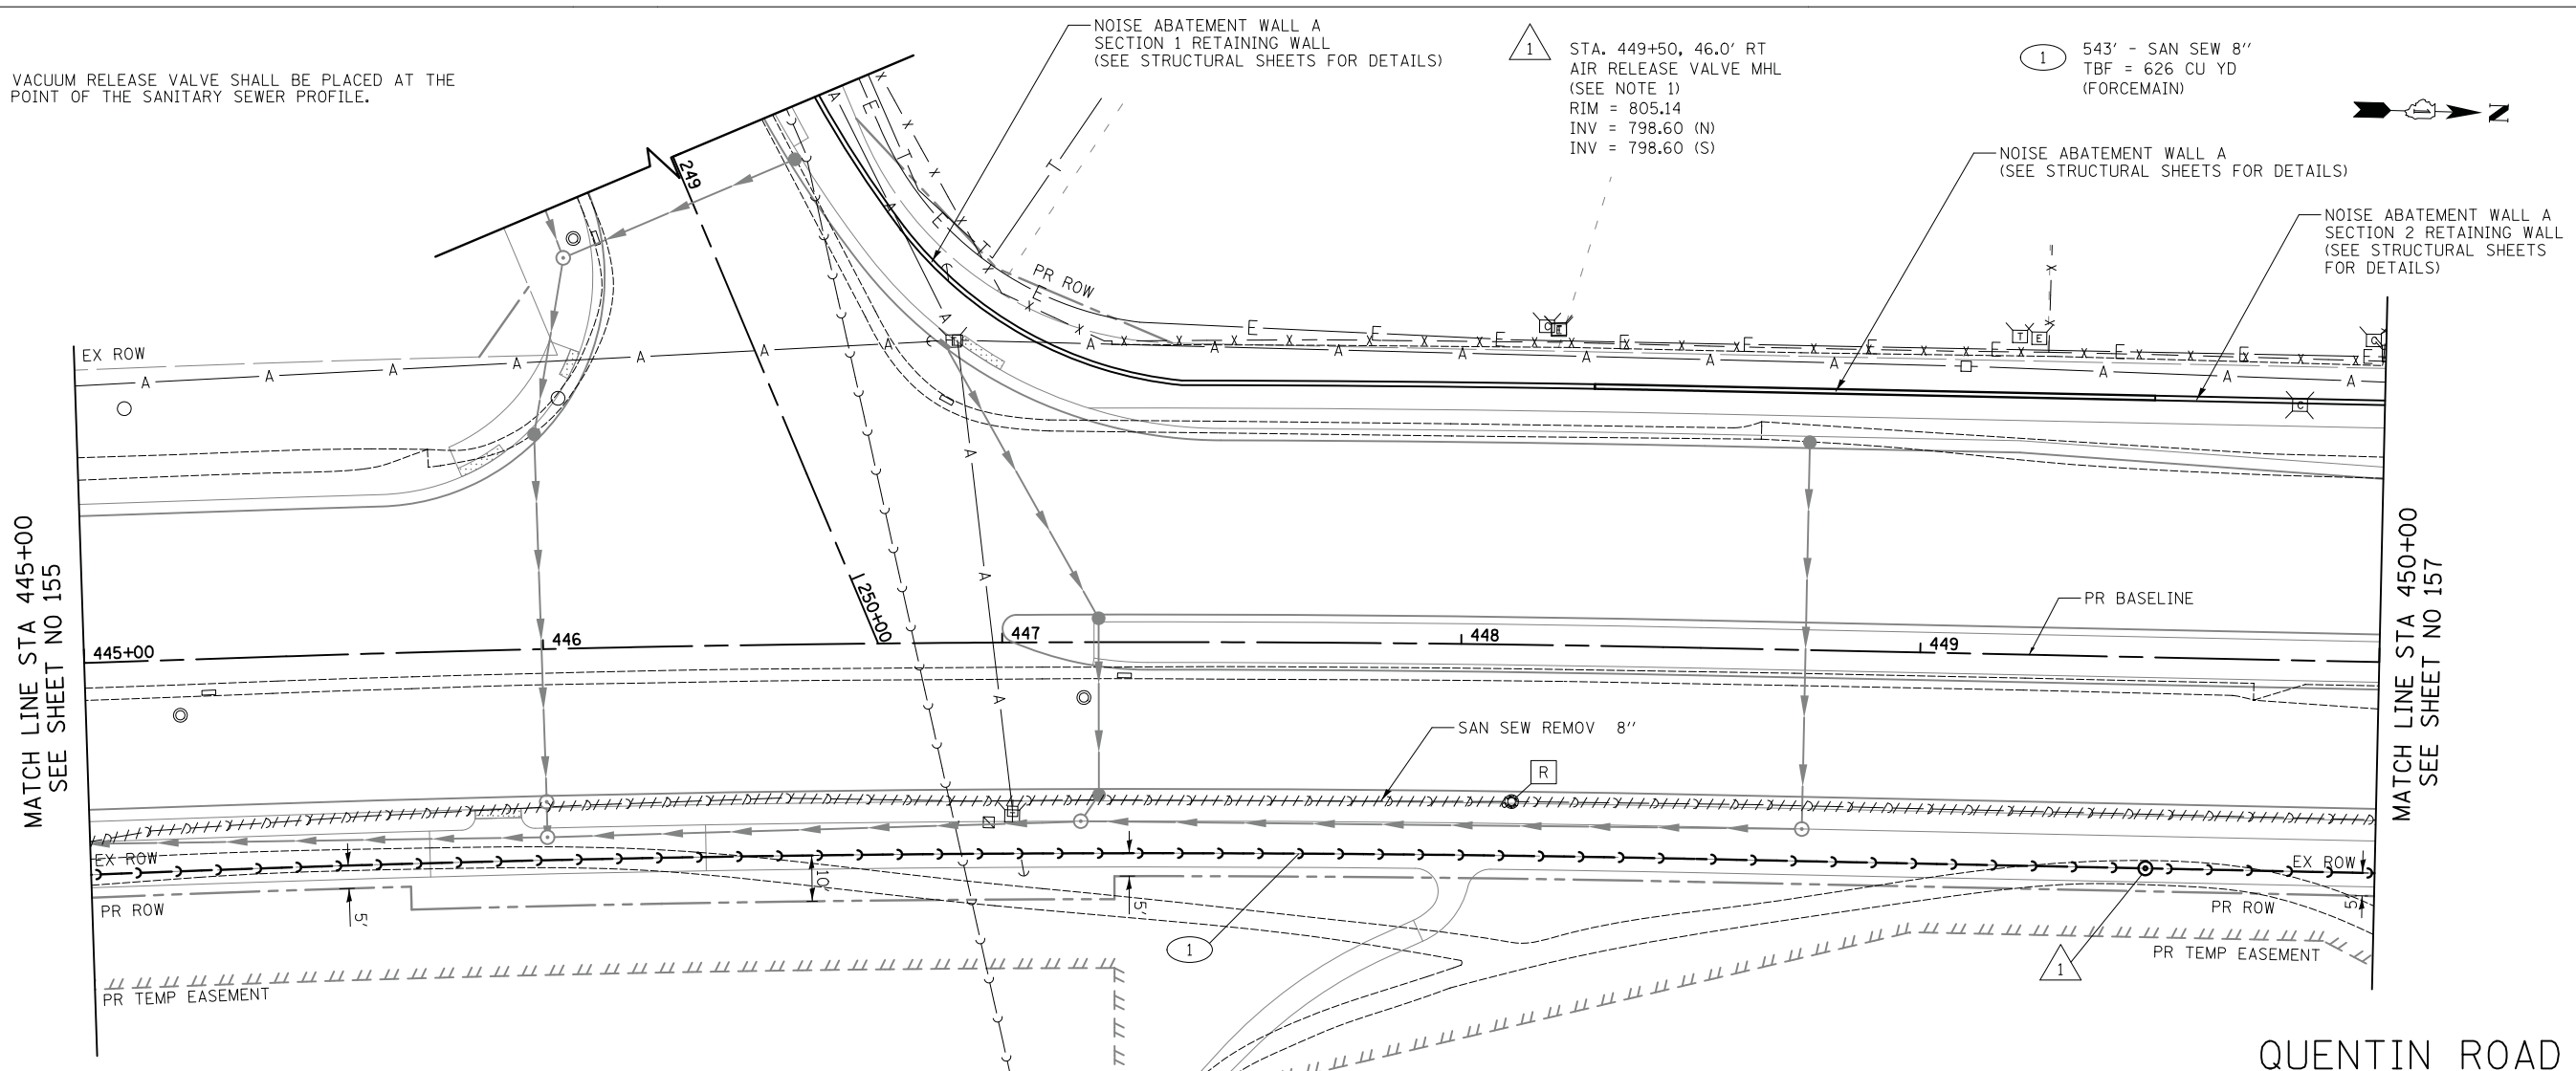 VACUUM RELEASE VALVE SHALL BE PLACED AT THE
POINT OF THE SANITARY SEWER PROFILE.
NOISE ABATEMENT WALL A
SECTION 1 RETAINING WALL
(SEE STRUCTURAL SHEETS FOR DETAILS)
1
STA. 449+50, 46.0' RT
AIR RELEASE VALVE MHL
(SEE NOTE 1)
RIM = 805.14
INV = 798.60 (N)
INV = 798.60 (S)
1
543' - SAN SEW 8''
TBF = 626 CU YD
(FORCEMAIN)
N
NOISE ABATEMENT WALL A
(SEE STRUCTURAL SHEETS FOR DETAILS)
NOISE ABATEMENT WALL A
SECTION 2 RETAINING WALL
(SEE STRUCTURAL SHEETS
FOR DETAILS)
249
PR ROW
EX ROW
MATCH LINE STA 445+00
SEE SHEET NO 155
250+00
445+00
446
447
448
449
PR BASELINE
MATCH LINE STA 450+00
SEE SHEET NO 157
SAN SEW REMOV 8''
R
EX ROW
EX ROW
PR ROW
5'
10'
5'
1
5'
PR ROW
PR TEMP EASEMENT
1
PR TEMP EASEMENT
QUENTIN ROAD